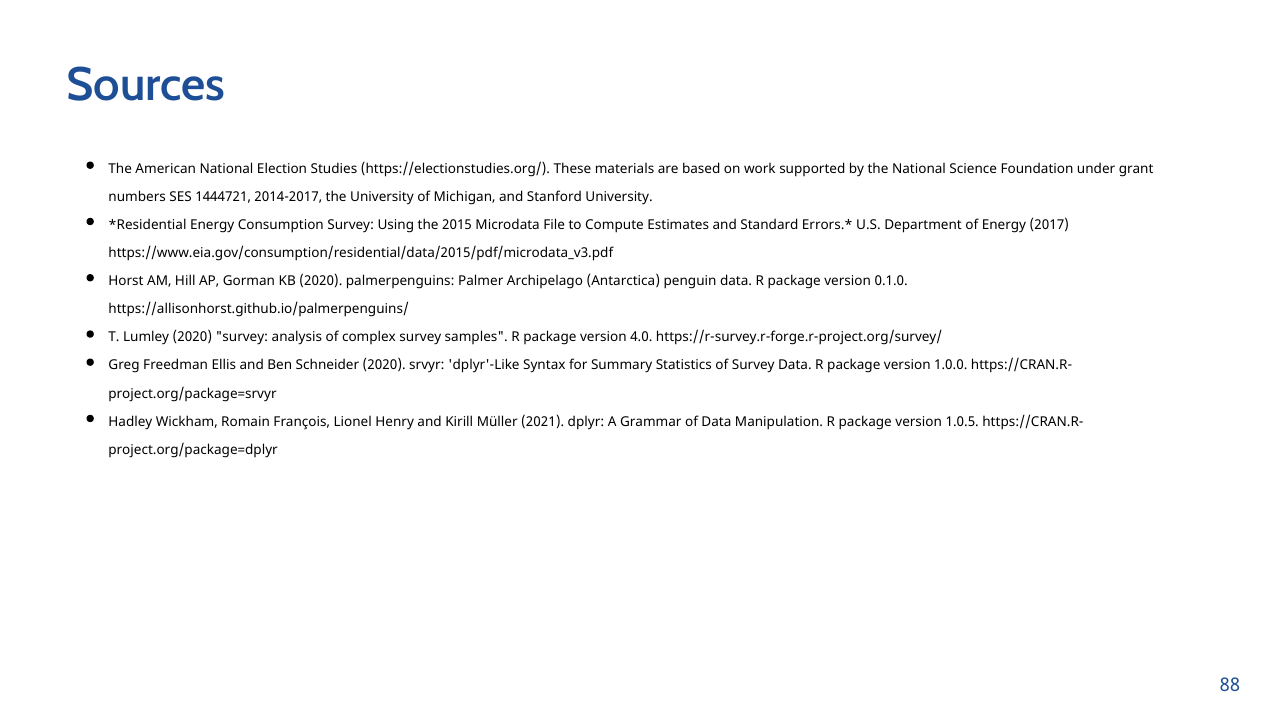 Sources
• The American National Election Studies (https://electionstudies.org/). These materials are based on work supported by the National Science Foundation under grant
numbers SES 1444721, 2014-2017, the University of Michigan, and Stanford University.
• *Residential Energy Consumption Survey: Using the 2015 Microdata File to Compute Estimates and Standard Errors.* U.S. Department of Energy (2017)
https://www.eia.gov/consumption/residential/data/2015/pdf/microdata_v3.pdf
• Horst AM, Hill AP, Gorman KB (2020). palmerpenguins: Palmer Archipelago (Antarctica) penguin data. R package version 0.1.0.
https://allisonhorst.github.io/palmerpenguins/
• T. Lumley (2020) "survey: analysis of complex survey samples". R package version 4.0. https://r-survey.r-forge.r-project.org/survey/
• Greg Freedman Ellis and Ben Schneider (2020). srvyr: 'dplyr'-Like Syntax for Summary Statistics of Survey Data. R package version 1.0.0. https://CRAN.R-
project.org/package=srvyr
• Hadley Wickham, Romain François, Lionel Henry and Kirill Müller (2021). dplyr: A Grammar of Data Manipulation. R package version 1.0.5. https://CRAN.R-
project.org/package=dplyr
88